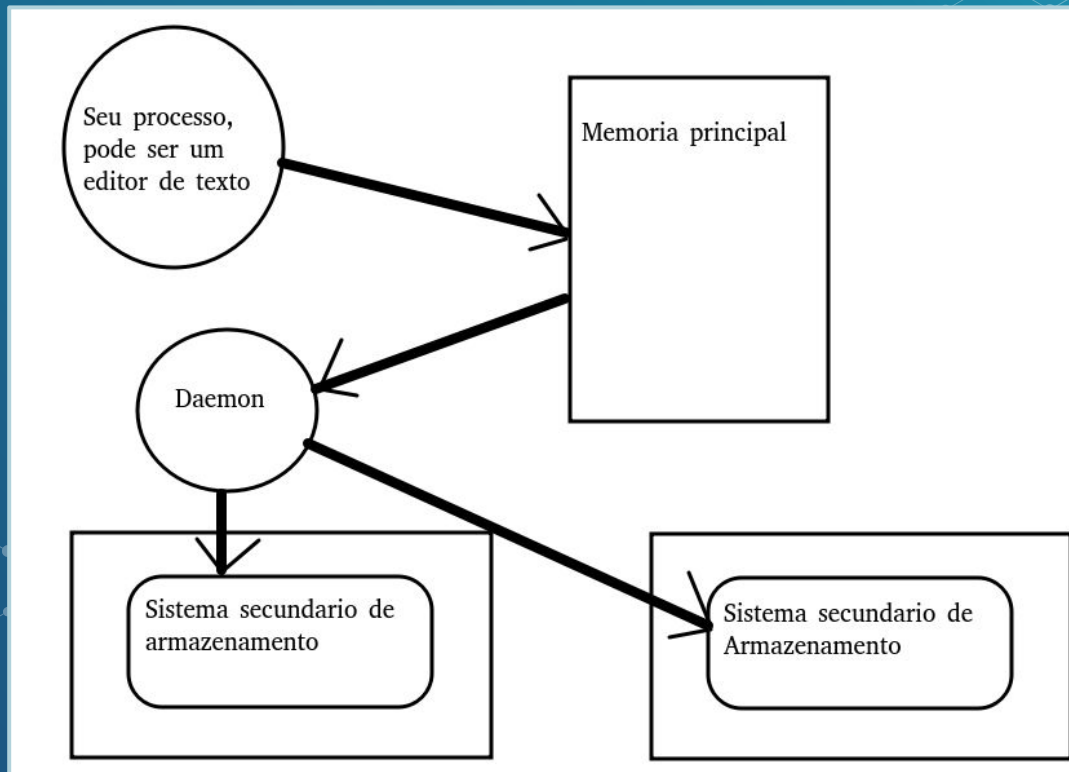 Seu processo,
pode ser um
editor de texto
Memoria principal
Daemon
Sistema secundario de
armazenamento
Sistema secundario de
Armazenamento